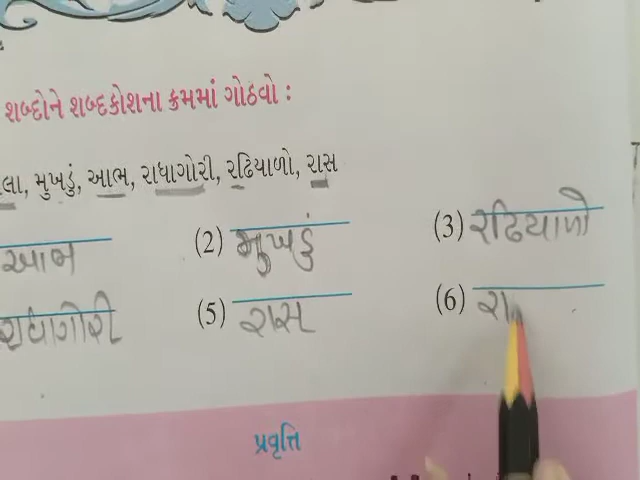 શબ્દોને શબ્દકોશના ક્રમમાં ગોઠવો :
લા, મુખડું, આભ, રાધાગોરી, રઢિયાળો, રાસ
આભ (2) મુખડું (3) રઢિયાળો
રાધાગોરી (5) રાસ (6) રા
પ્રવૃત્તિ